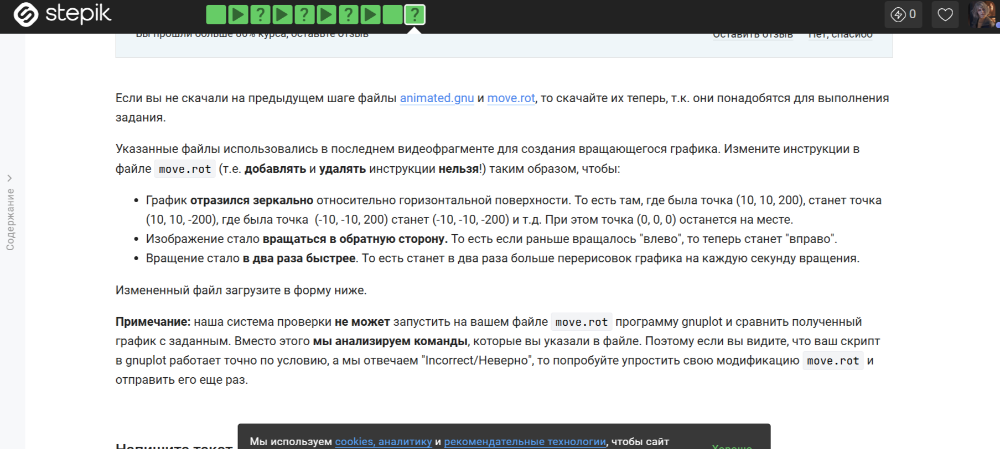 stepik
? ? ? ?
0
Вы прошли больше 80% курса, оставьте отзыв
Оставить отзыв
Нет, спасибо
Содержание
Если вы не скачали на предыдущем шаге файлы animated.gnu и move.rot, то скачайте их теперь, т.к. они понадобятся для выполнения
задания.
Указанные файлы использовались в последнем видеофрагменте для создания вращающегося графика. Измените инструкции в
файле move.rot (т.е. добавлять и удалять инструкции нельзя!) таким образом, чтобы:
• График отразился зеркально относительно горизонтальной поверхности. То есть там, где была точка (10, 10, 200), станет точка
(10, 10, -200), где была точка (-10, -10, 200) станет (-10, -10, -200) и т.д. При этом точка (0, 0, 0) останется на месте.
• Изображение стало вращаться в обратную сторону. То есть если раньше вращалось "влево", то теперь станет "вправо".
• Вращение стало в два раза быстрее. То есть станет в два раза больше перерисовок графика на каждую секунду вращения.
Измененный файл загрузите в форму ниже.
Примечание: наша система проверки не может запустить на вашем файле move.rot программу gnuplot и сравнить полученный
график с заданным. Вместо этого мы анализируем команды, которые вы указали в файле. Поэтому если вы видите, что ваш скрипт
в gnuplot работает точно по условию, а мы отвечаем "Incorrect/Неверно", то попробуйте упростить свою модификацию move.rot и
отправить его еще раз.
Напишите текст
Мы используем cookies, аналитику и рекомендательные технологии, чтобы сайт
Хорошо